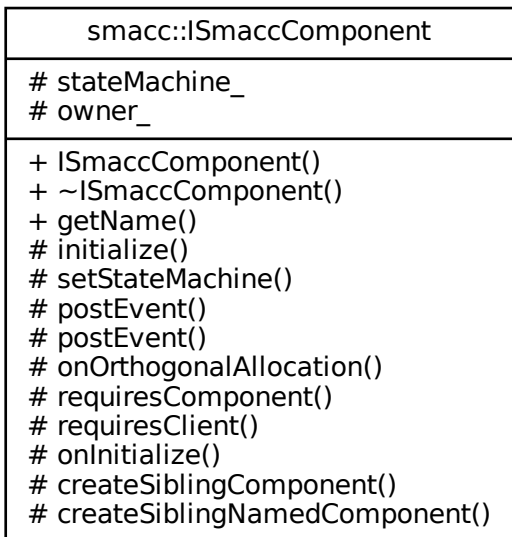 smacc::ISmaccComponent
# stateMachine_
# owner_
+ ISmaccComponent()
+ ~ISmaccComponent()
+ getName()
# initialize()
# setStateMachine()
# postEvent()
# postEvent()
# onOrthogonalAllocation()
# requiresComponent()
# requiresClient()
# onInitialize()
# createSiblingComponent()
# createSiblingNamedComponent()